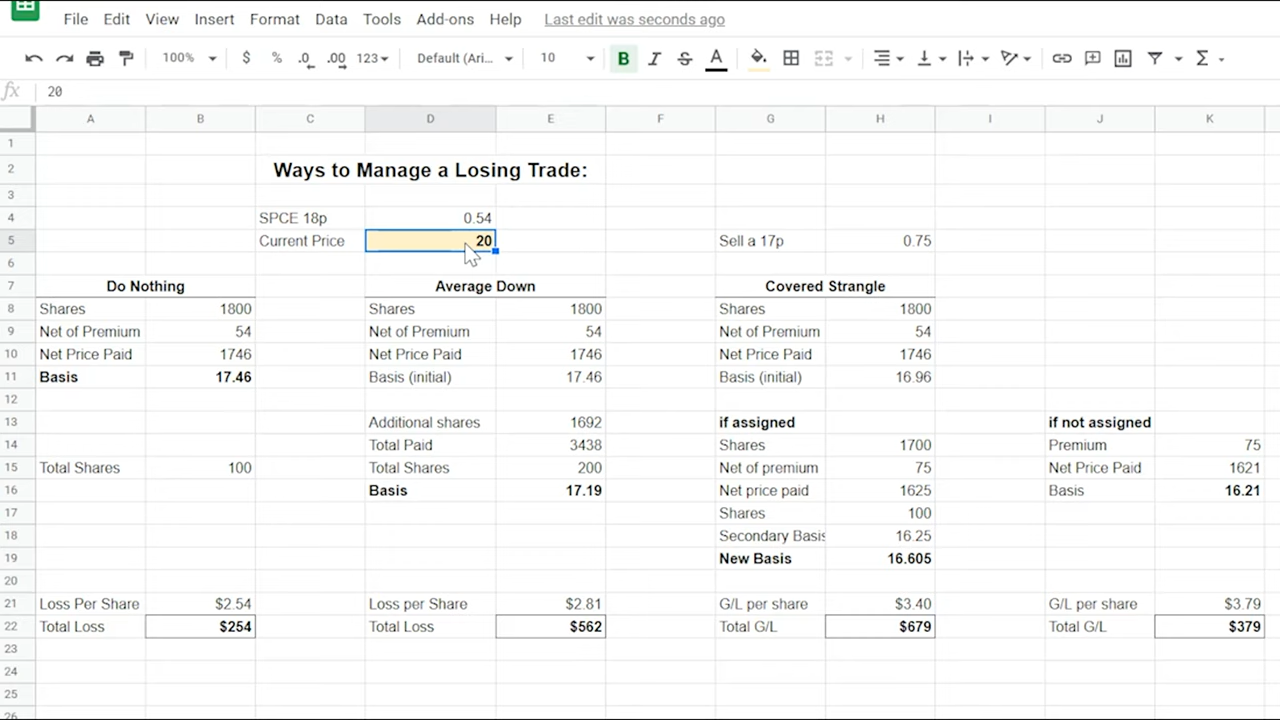 File Edit View Insert Format Data Tools Add-ons Help Last edit was seconds ago
100% $ % .0 .00 123 Default (Ari... 10 B I S A
fx 20
A B C D E F G H I J K
1
2 Ways to Manage a Losing Trade:
3
4 SPCE 18p 0.54
5 Current Price 20 Sell a 17p 0.75
6
7 Do Nothing Average Down Covered Strangle
8 Shares 1800 Shares 1800 Shares 1800
9 Net of Premium 54 Net of Premium 54 Net of Premium 54
10 Net Price Paid 1746 Net Price Paid 1746 Net Price Paid 1746
11 Basis 17.46 Basis (initial) 17.46 Basis (initial) 16.96
12
13 Additional shares 1692 if assigned if not assigned
14 Total Paid 3438 Shares 1700 Premium 75
15 Total Shares 100 Total Shares 200 Net of premium 75 Net Price Paid 1621
16 Basis 17.19 Net price paid 1625 Basis 16.21
17 Shares 100
18 Secondary Basis 16.25
19 New Basis 16.605
20
21 Loss Per Share $2.54 Loss per Share $2.81 G/L per share $3.40 G/L per share $3.79
22 Total Loss $254 Total Loss $562 Total G/L $679 Total G/L $379
23
24
25
26